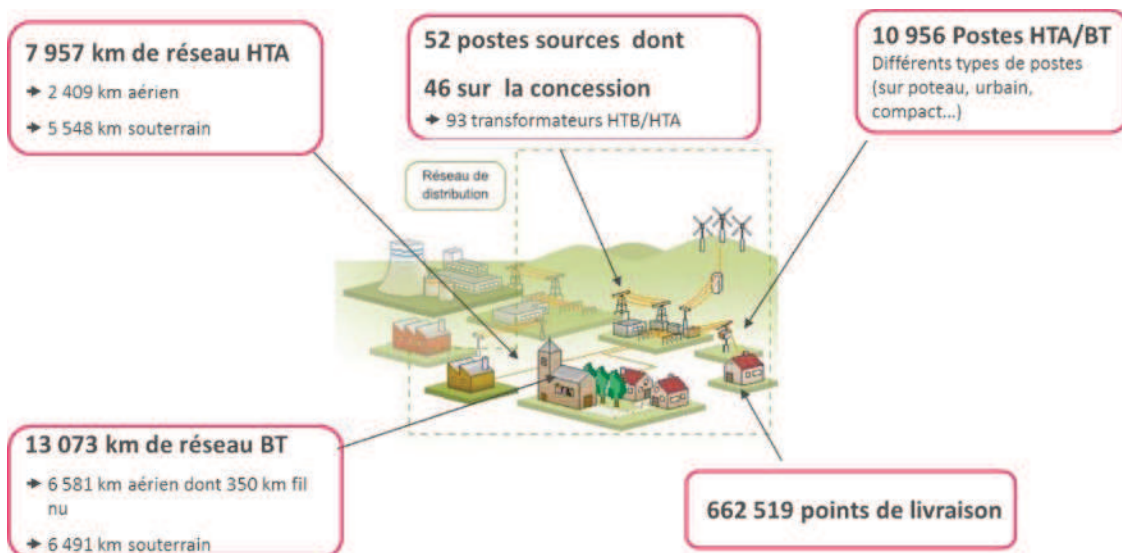 7 957 km de réseau HTA
➔ 2 409 km aérien
➔ 5 548 km souterrain
52 postes sources dont
46 sur la concession
➔ 93 transformateurs HTB/HTA
10 956 Postes HTA/BT
Différents types de postes
(sur poteau, urbain,
compact...)
Réseau de
distribution
13 073 km de réseau BT
➔ 6 581 km aérien dont 350 km fil
nu
➔ 6 491 km souterrain
662 519 points de livraison